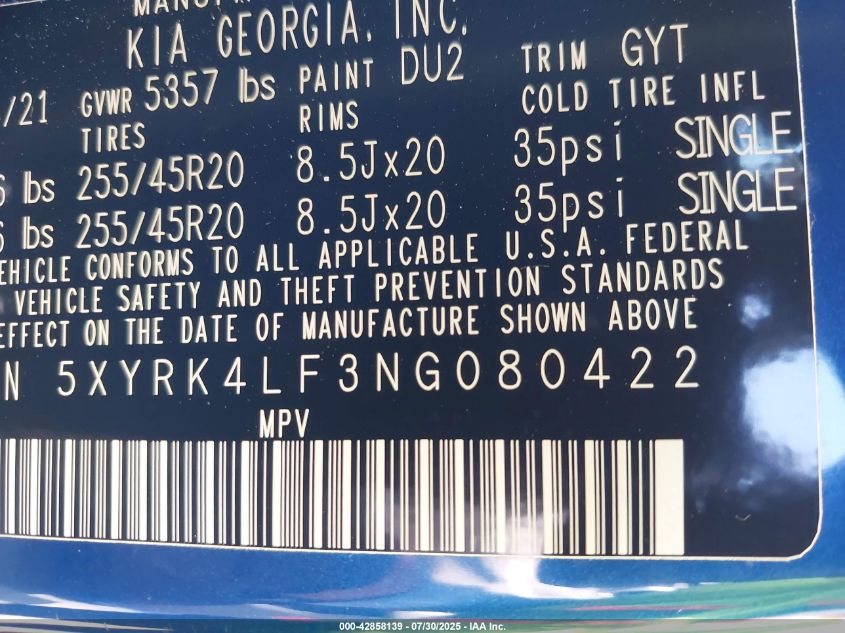 KIA GEORGIA, INC.
/21 GVWR 5357 lbs PAINT DU2 TRIM GYT
TIRES RIMS COLD TIRE INFL
lbs 255/45R20 8.5Jx20 35psi SINGLE
lbs 255/45R20 8.5Jx20 35psi SINGLE
CONFORMS TO ALL APPLICABLE U.S.A. FEDERAL
VEHICLE SAFETY AND THEFT PREVENTION STANDARDS
EFFECT ON THE DATE OF MANUFACTURE SHOWN ABOVE
N 5XYRK4LF3NG080422
MPV
000-42858139 - 07/30/2025 - IAA Inc.